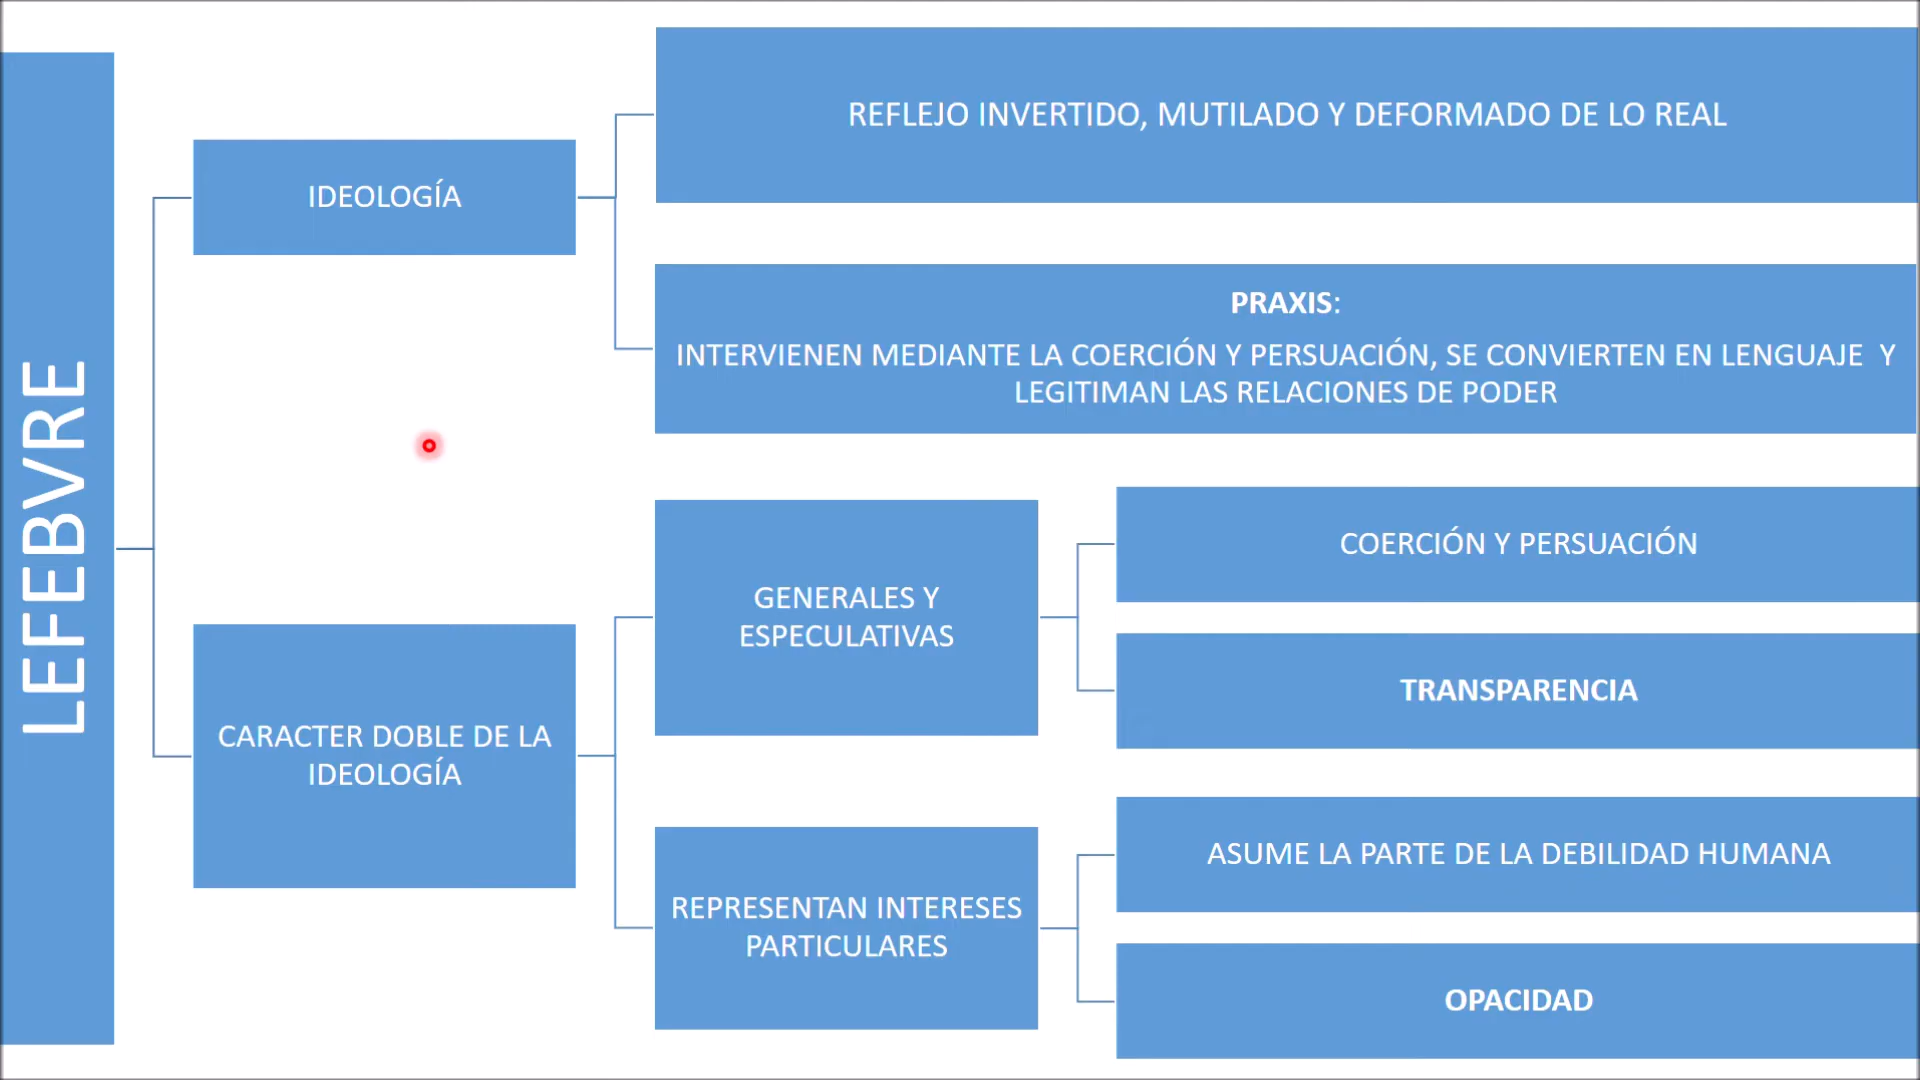 LEFEBVRE
IDEOLOGÍA
REFLEJO INVERTIDO, MUTILADO Y DEFORMADO DE LO REAL
PRAXIS:
INTERVIENEN MEDIANTE LA COERCIÓN Y PERSUACIÓN, SE CONVIERTEN EN LENGUAJE Y
LEGITIMAN LAS RELACIONES DE PODER
CARACTER DOBLE DE LA
IDEOLOGÍA
GENERALES Y
ESPECULATIVAS
COERCIÓN Y PERSUACIÓN
TRANSPARENCIA
REPRESENTAN INTERESES
PARTICULARES
ASUME LA PARTE DE LA DEBILIDAD HUMANA
OPACIDAD